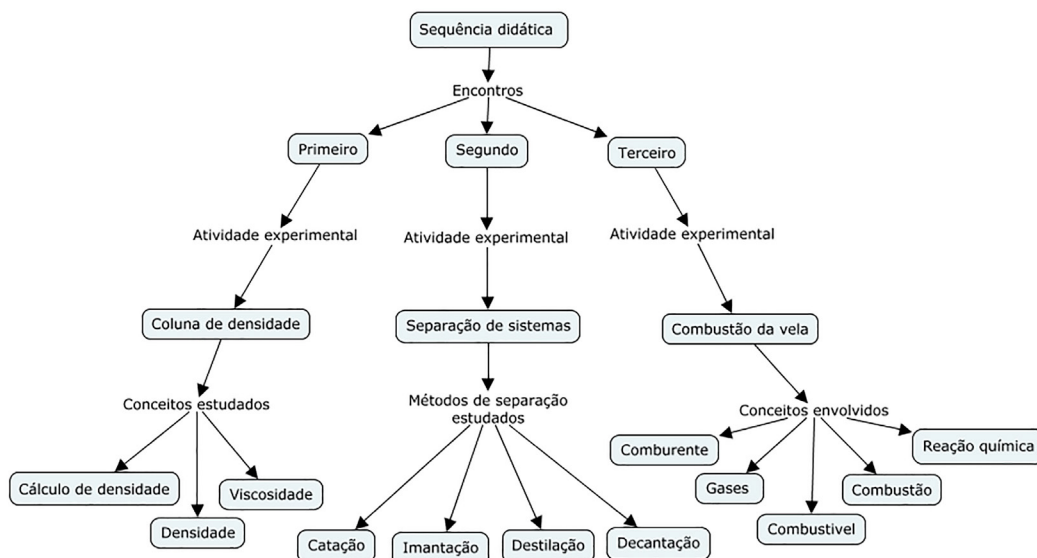 Sequência didática
Encontros
Primeiro
Segundo
Terceiro
Atividade experimental
Atividade experimental
Atividade experimental
Coluna de densidade
Separação de sistemas
Combustão da vela
Conceitos estudados
Métodos de separação
estudados
Conceitos envolvidos
Cálculo de densidade
Densidade
Viscosidade
Catação
Imantação
Destilação
Decantação
Comburente
Gases
Combustivel
Combustão
Reação química